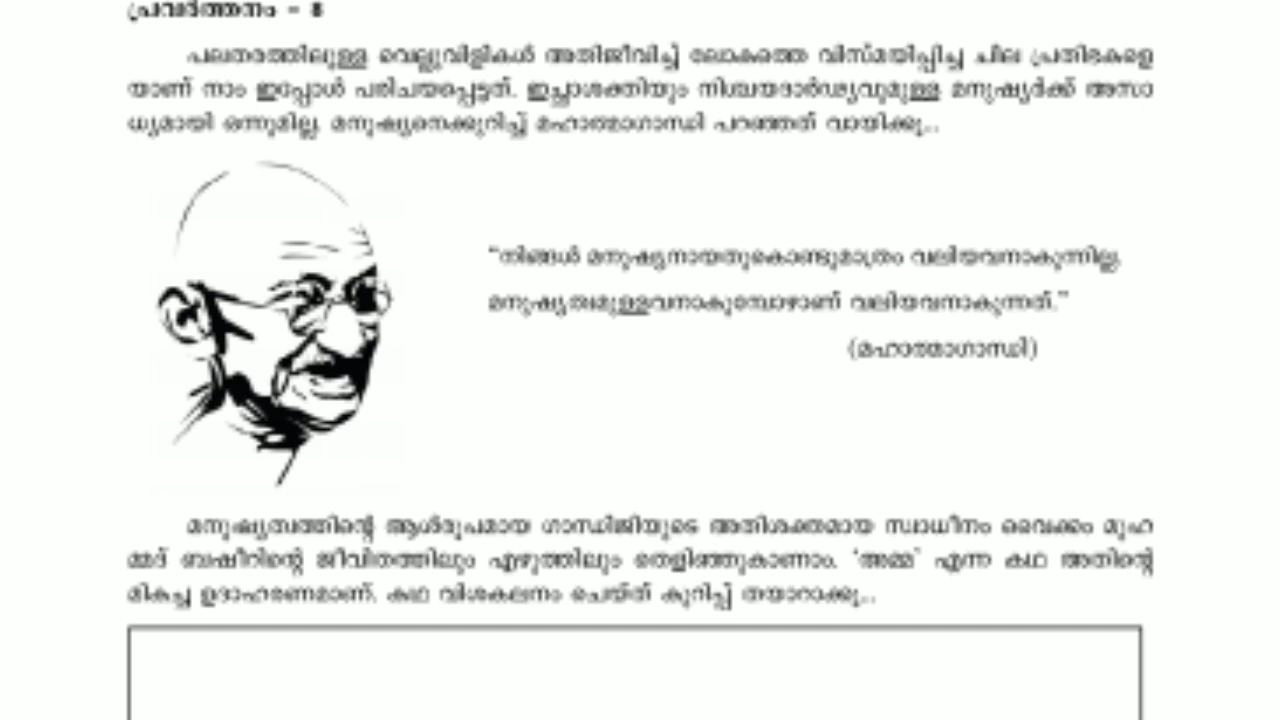 പ്രവർത്തനം - 8
പലതരത്തിലുള്ള വെല്ലുവിളികൾ അതിജീവിച്ച് ലോകത്തെ വിസ്മയിപ്പിച്ച ചില പ്രതിഭകളെ
യാണ് നാം ഇപ്പോൾ പരിചയപ്പെട്ടത്. ഇച്ഛാശക്തിയും നിശ്ചയദാർഢ്യവുമുള്ള മനുഷ്യർക്ക് അസാ
ധ്യമായി ഒന്നുമില്ല. മനുഷ്യനെക്കുറിച്ച് മഹാത്മാഗാന്ധി പറഞ്ഞത് വായിക്കൂ...
“നിങ്ങൾ മനുഷ്യനായതുകൊണ്ടുമാത്രം വലിയവനാകുന്നില്ല.
മനുഷ്യത്വമുള്ളവനാകുമ്പോഴാണ് വലിയവനാകുന്നത്.”
(മഹാത്മാഗാന്ധി)
മനുഷ്യത്വത്തിന്റെ ആൾരൂപമായ ഗാന്ധിജിയുടെ അതിശക്തമായ സ്വാധീനം വൈക്കം മുഹ
മ്മദ് ബഷീറിന്റെ ജീവിതത്തിലും എഴുത്തിലും തെളിഞ്ഞുകാണാം. ‘അമ്മ’ എന്ന കഥ അതിന്റെ
മികച്ച ഉദാഹരണമാണ്. കഥ വിശകലനം ചെയ്ത് കുറിപ്പ് തയാറാക്കൂ...